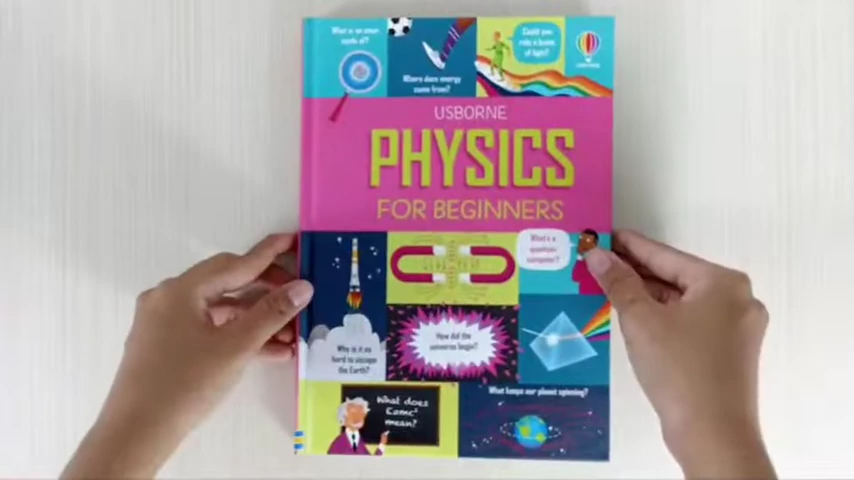 What is an atom
made of?
Where does energy
come from?
Could you
ride a beam
of light?
USBORNE
PHYSICS
FOR BEGINNERS
What's a
quantum
computer?
How did the
universe begin?
Why is it so
hard to escape
the Earth?
What does
E=mc²
mean?
What keeps our planet spinning?